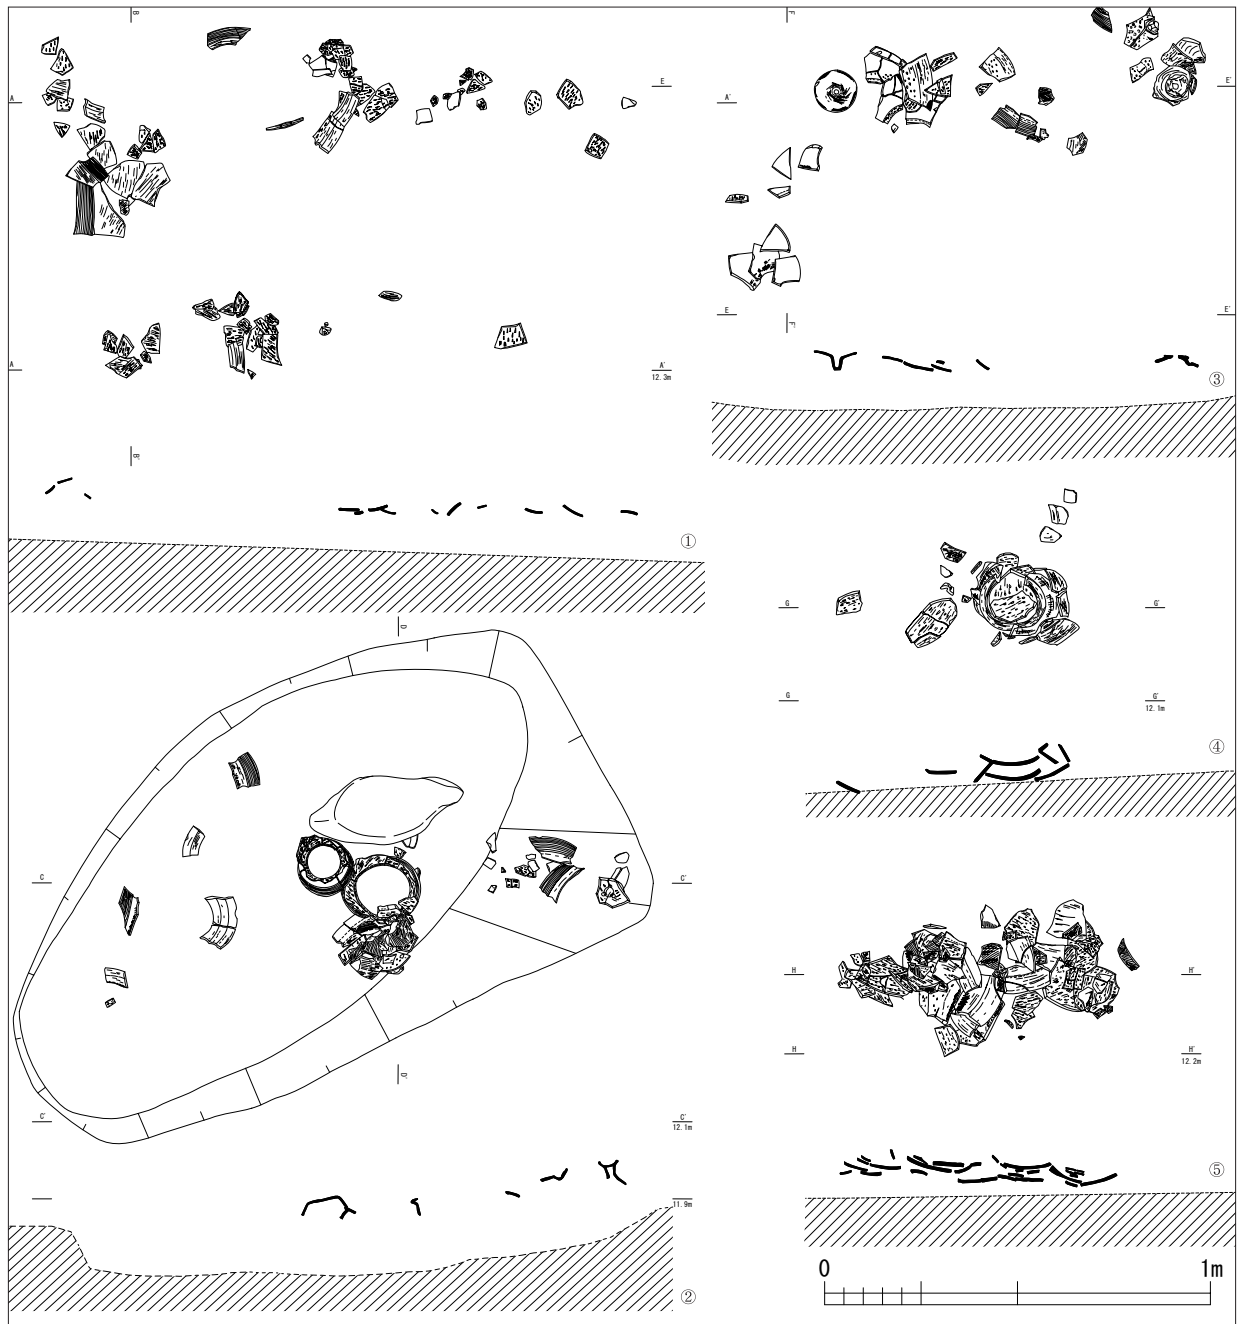 B
A
E
A
A'
12.3m
B'
①
F
A'
E'
E
E'
F'
③
G
G'
G
G'
12.1m
④
D
C
C'
D'
C'
C'
12.1m
11.9m
②
H
H'
H
H'
12.2m
⑤
0
1m